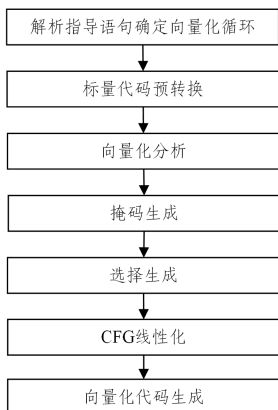 解析指导语句确定向量化循环
标量代码预转换
向量化分析
掩码生成
选择生成
CFG线性化
向量化代码生成